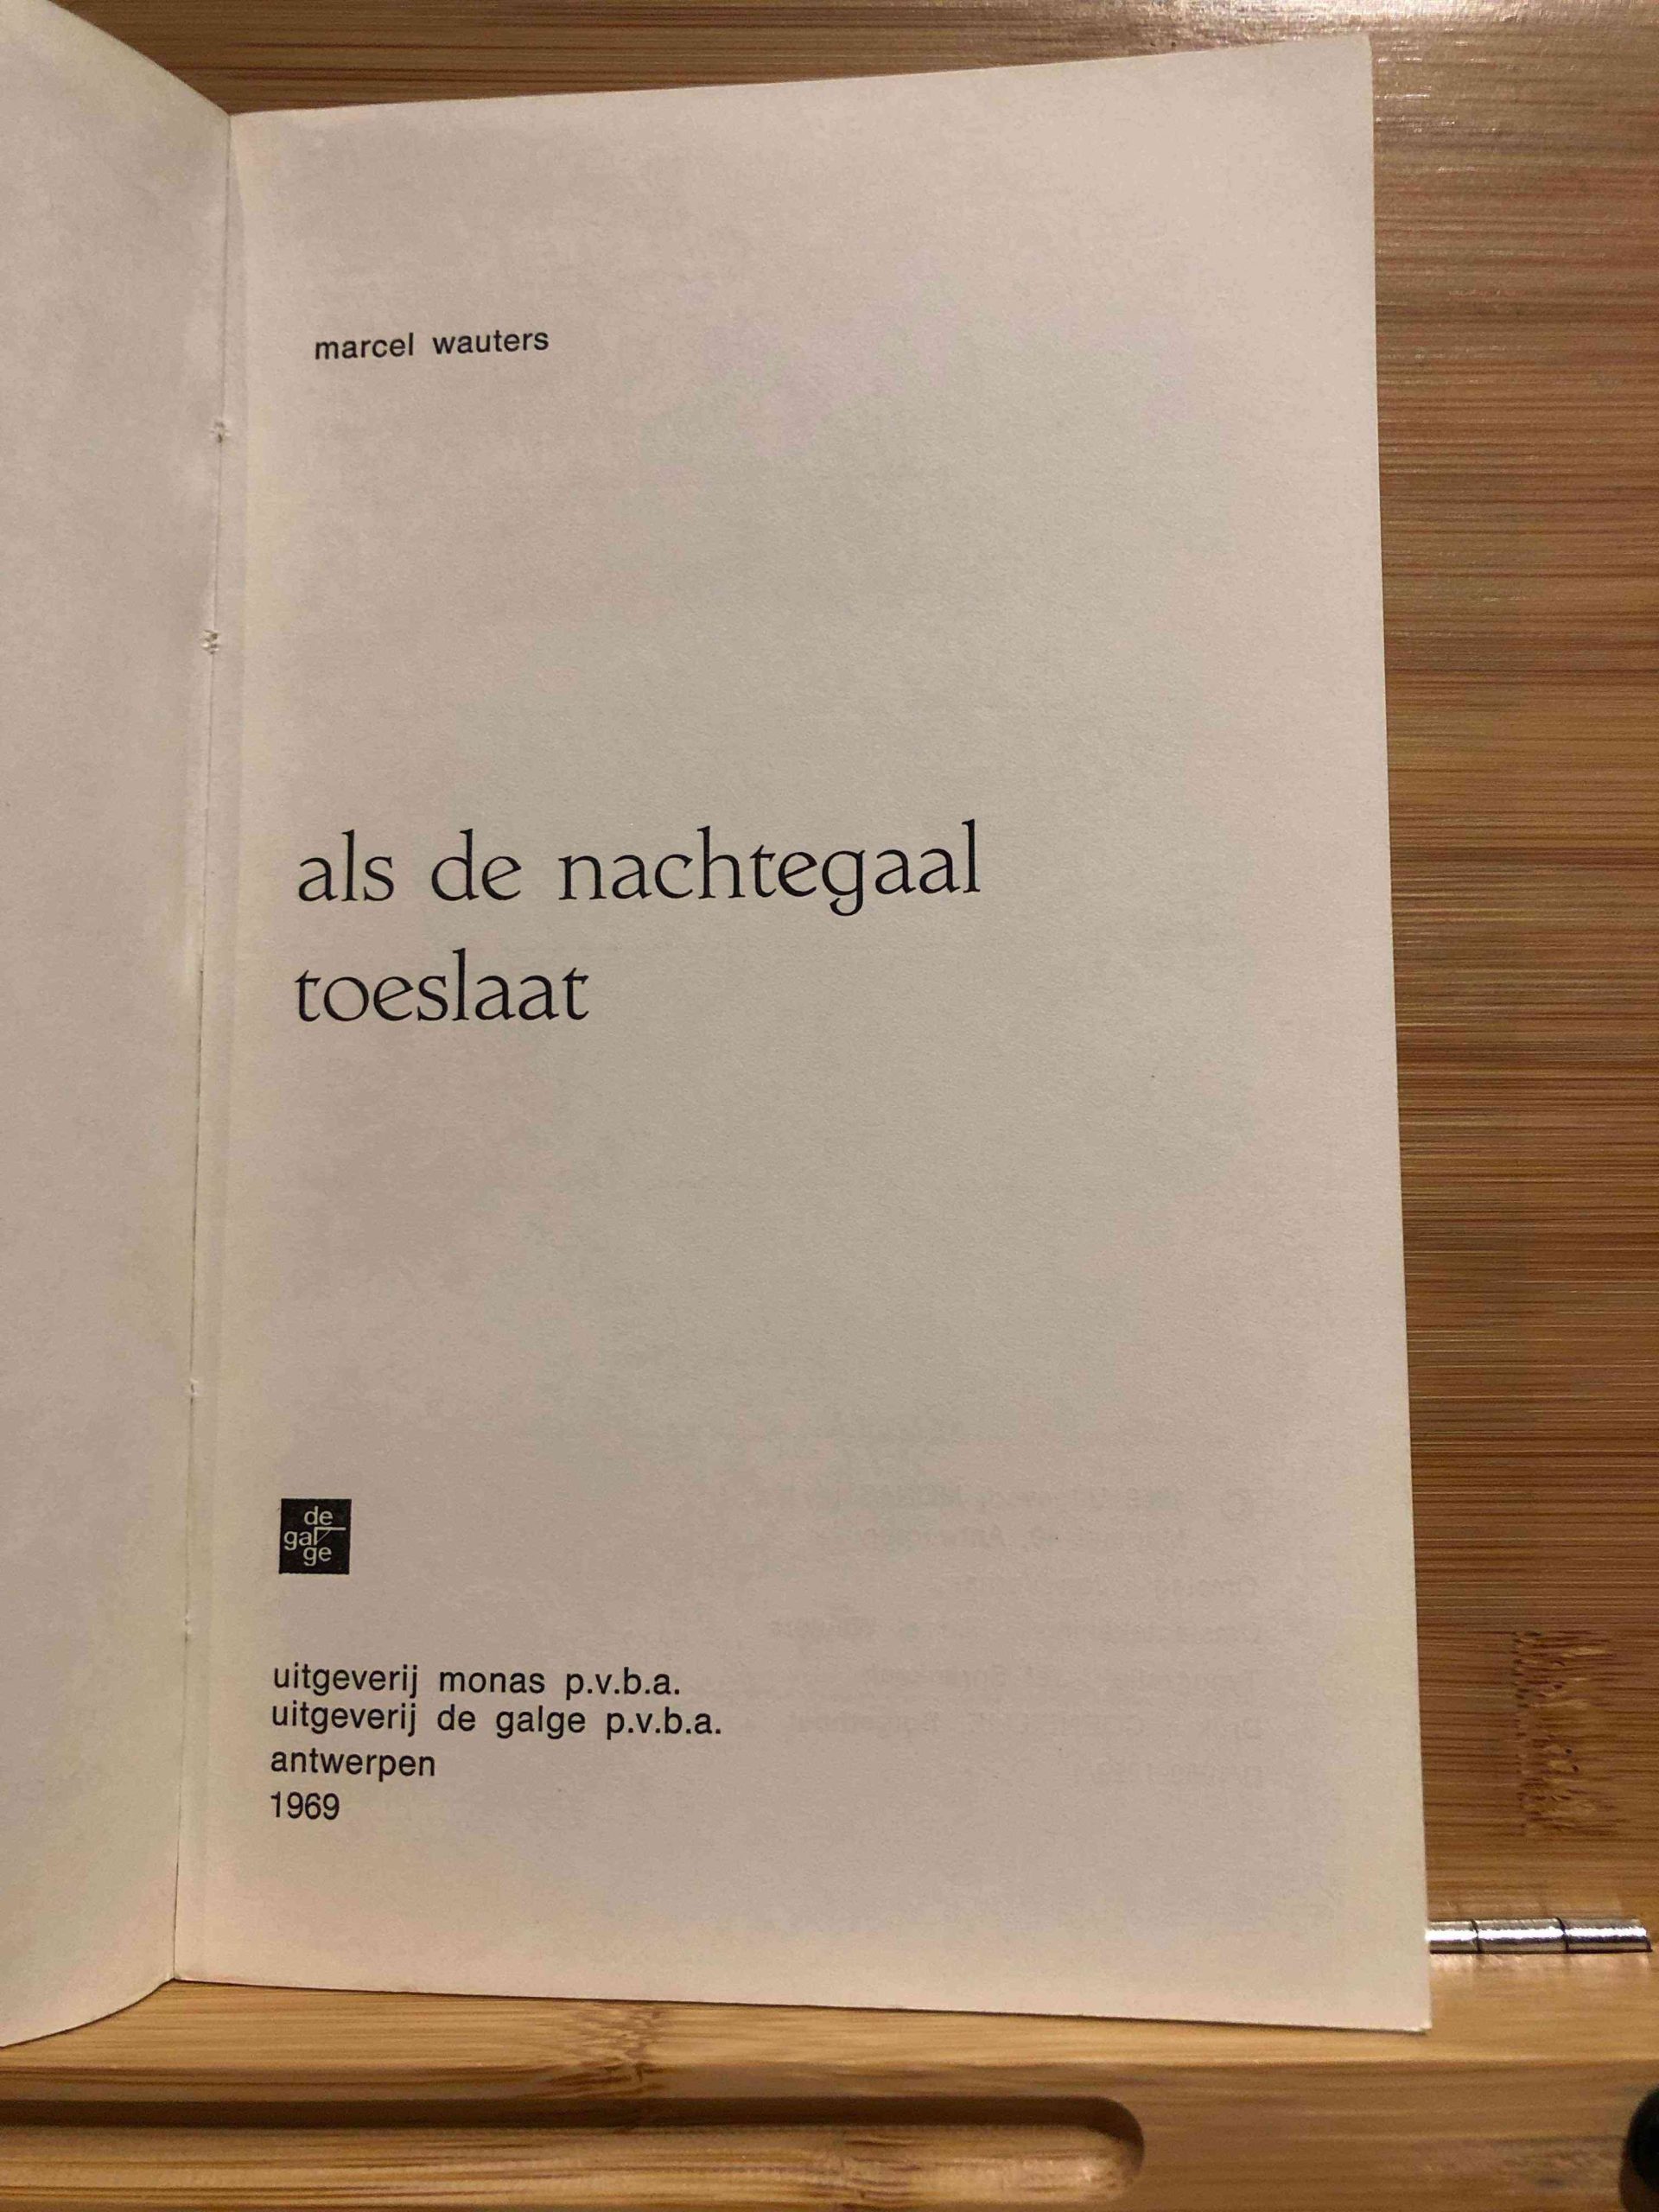 marcel wauters
als de nachtegaal
toeslaat
de
gal
ge
uitgeverij monas p.v.b.a.
uitgeverij de galge p.v.b.a.
antwerpen
1969